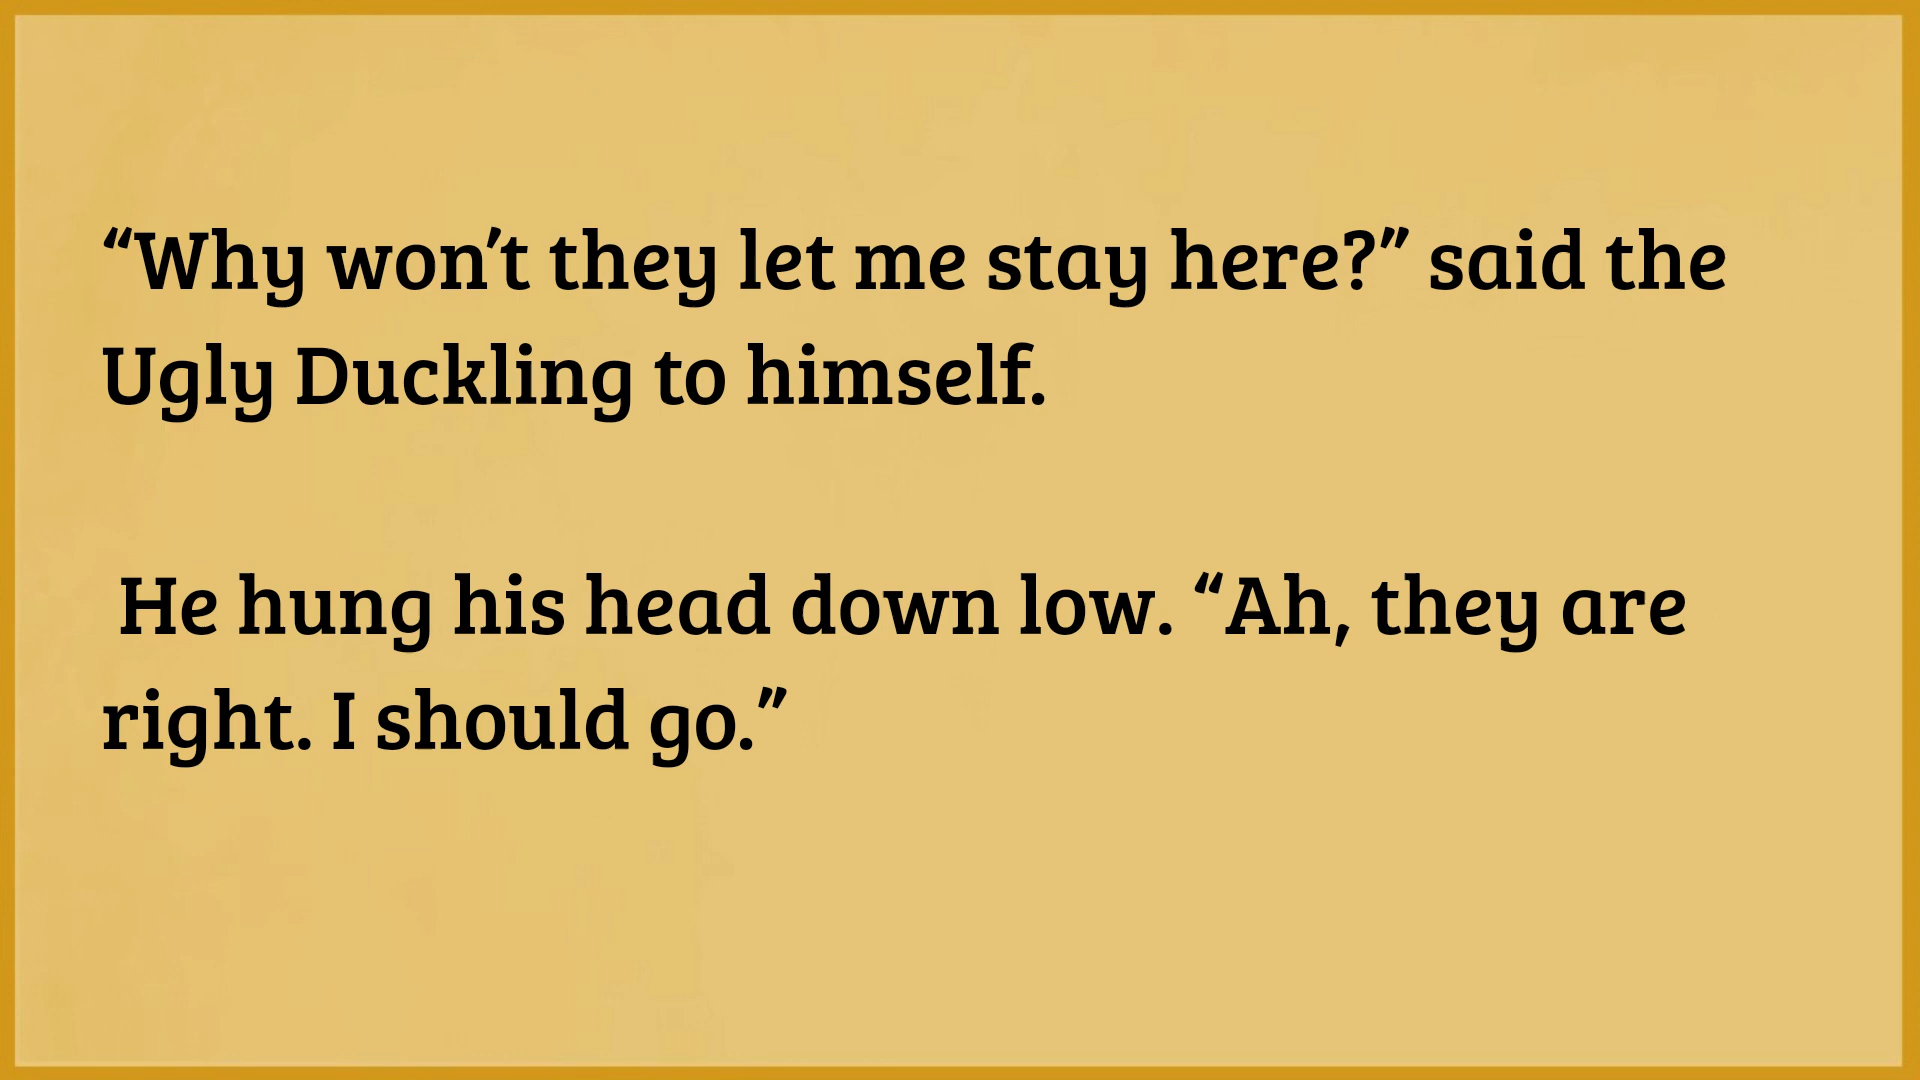 “Why won’t they let me stay here?” said the
Ugly Duckling to himself.
He hung his head down low. “Ah, they are
right. I should go.”